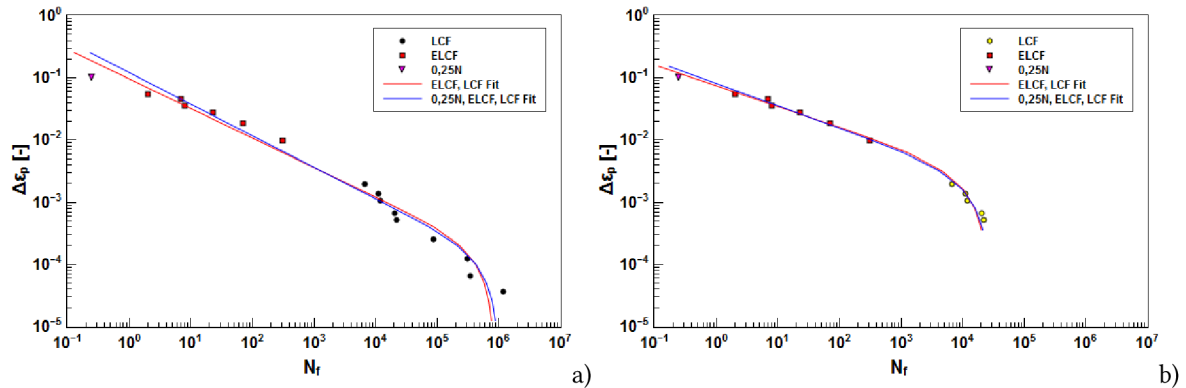 10⁰
10⁻¹
10⁻²
10⁻³
10⁻⁴
10⁻⁵
Δεₚ [-]
10⁻¹ 10⁰ 10¹ 10² 10³ 10⁴ 10⁵ 10⁶ 10⁷
N_f
LCF
ELCF
0,25N
ELCF, LCF Fit
0,25N, ELCF, LCF Fit
a)
10⁰
10⁻¹
10⁻²
10⁻³
10⁻⁴
10⁻⁵
Δεₚ [-]
10⁻¹ 10⁰ 10¹ 10² 10³ 10⁴ 10⁵ 10⁶ 10⁷
N_f
LCF
ELCF
0,25N
ELCF, LCF Fit
0,25N, ELCF, LCF Fit
b)